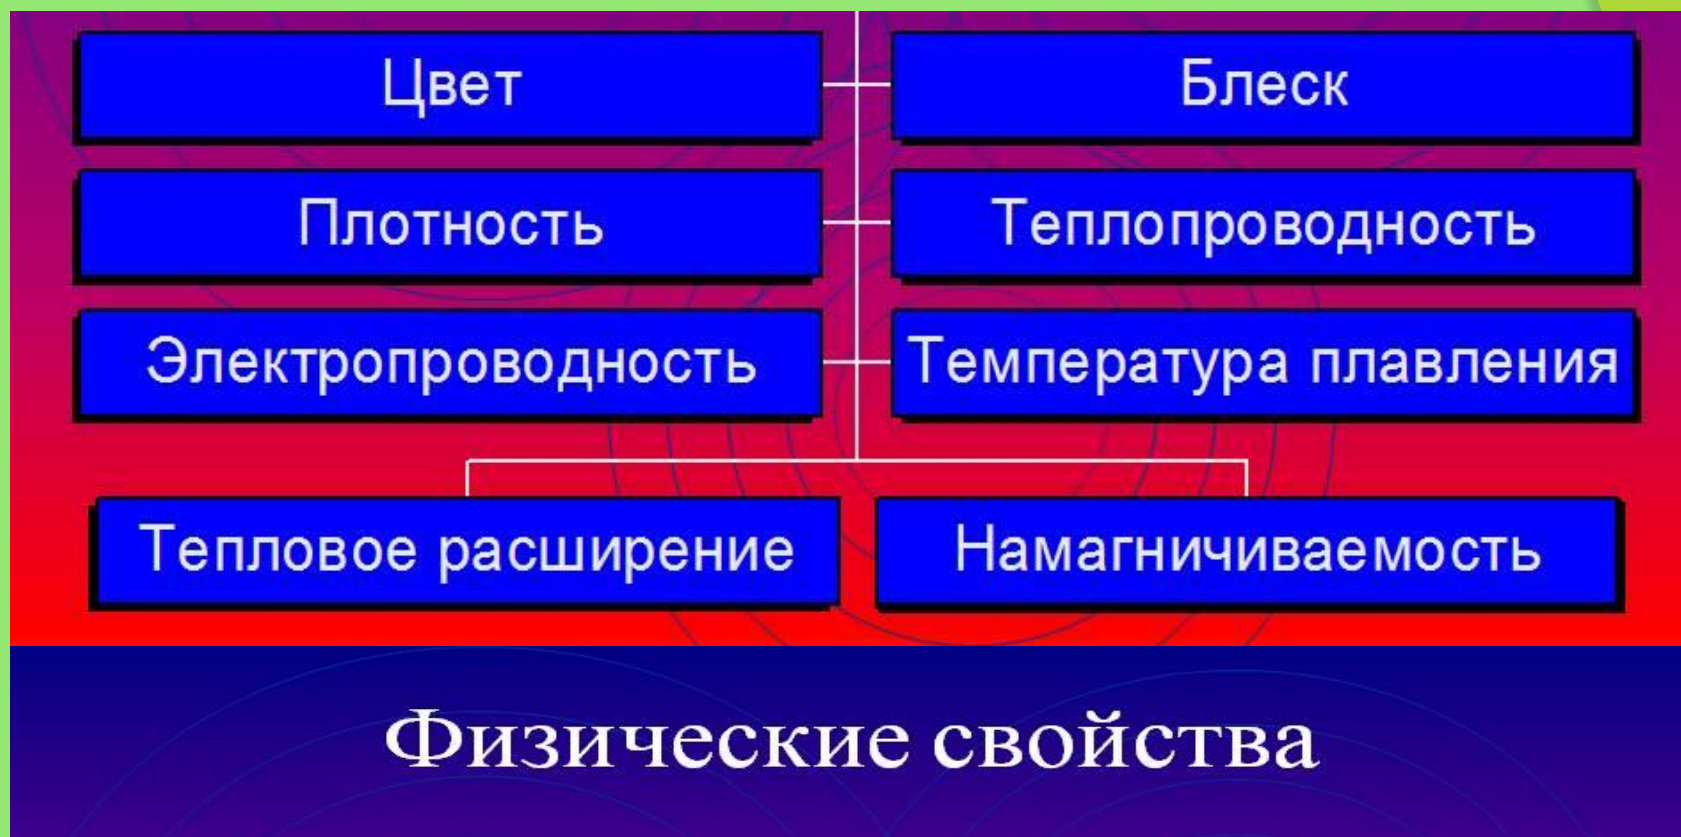 Цвет
Блеск
Плотность
Теплопроводность
Электропроводность
Температура плавления
Тепловое расширение
Намагничиваемость
Физические свойства